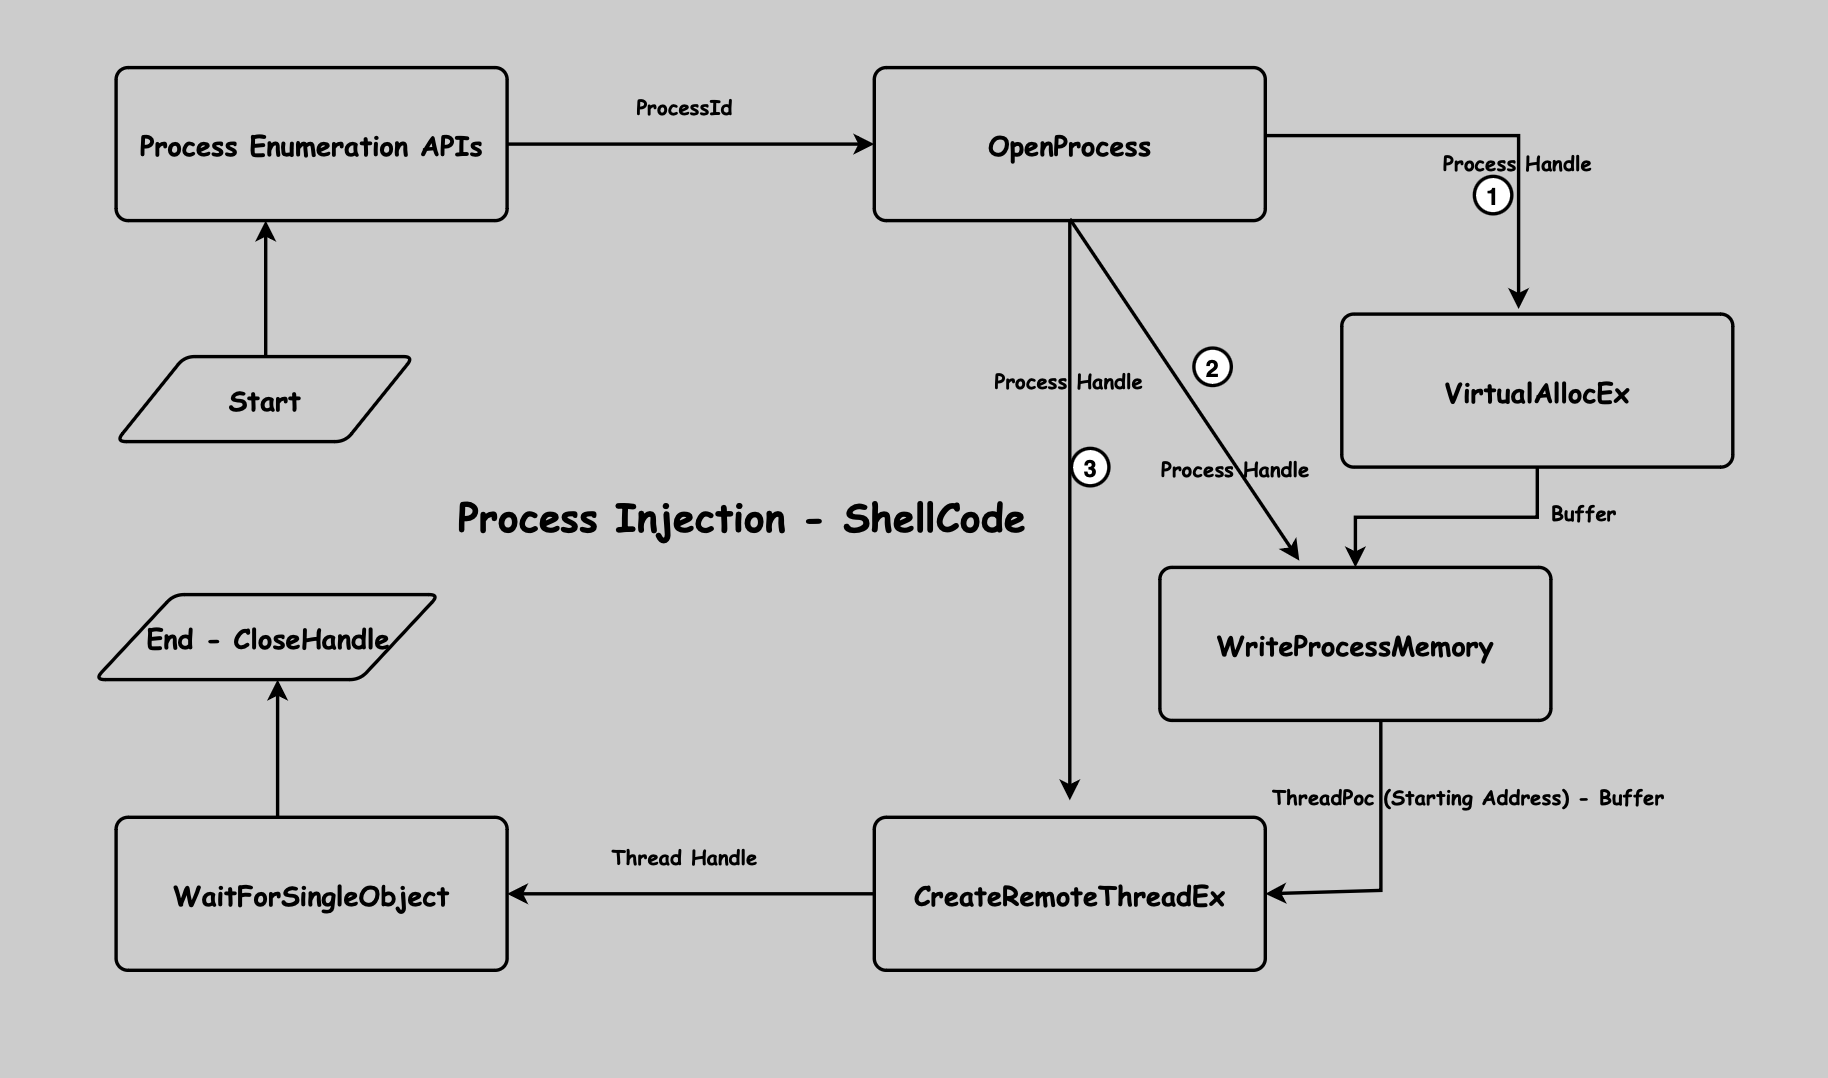 Process Enumeration APIs
ProcessId
OpenProcess
Process Handle
1
Start
2
Process Handle
VirtualAllocEx
3
Process Handle
Process Injection - ShellCode
Buffer
End - CloseHandle
WriteProcessMemory
ThreadPoc (Starting Address) - Buffer
Thread Handle
WaitForSingleObject
CreateRemoteThreadEx